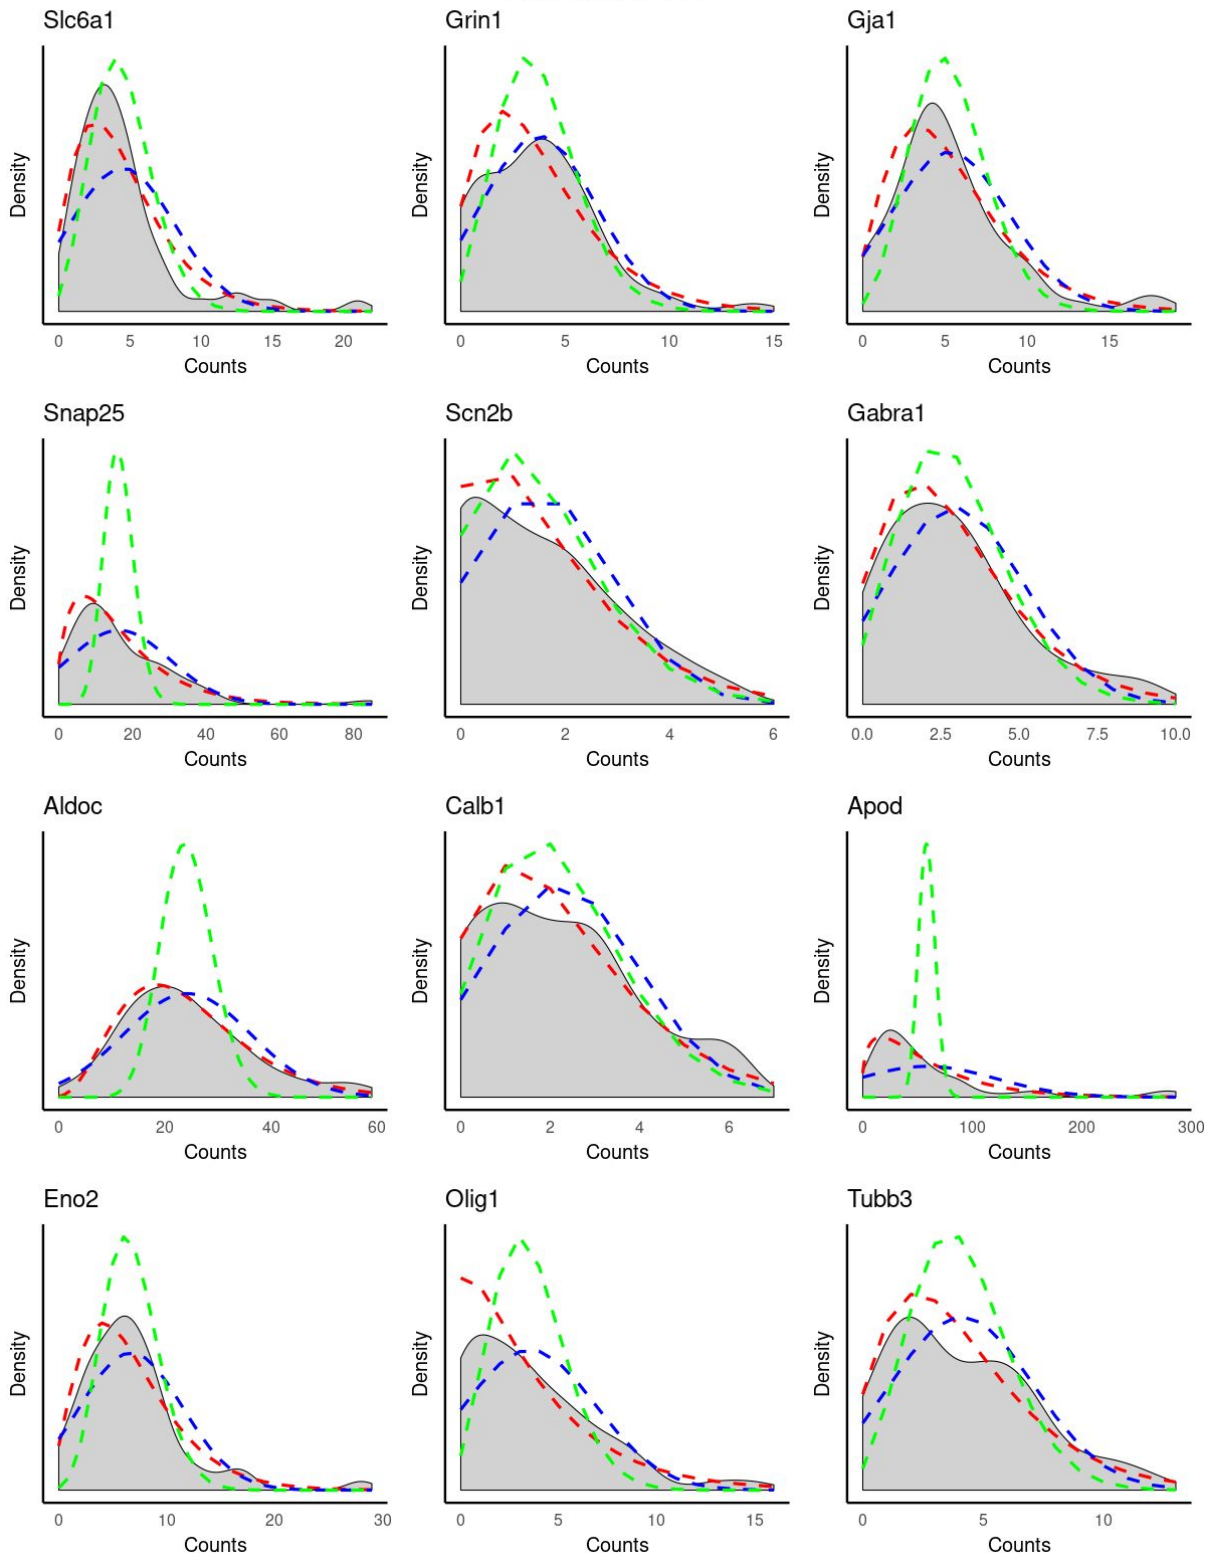 Slc6a1 Grin1 Gja1
Density Density Density
0 5 10 15 20 0 5 10 15 0 5 10 15
Counts Counts Counts
Snap25 Scn2b Gabra1
Density Density Density
0 20 40 60 80 0 2 4 6 0.0 2.5 5.0 7.5 10.0
Counts Counts Counts
Aldoc Calb1 Apod
Density Density Density
0 20 40 60 0 2 4 6 0 100 200 300
Counts Counts Counts
Eno2 Olig1 Tubb3
Density Density Density
0 10 20 30 0 5 10 15 0 5 10
Counts Counts Counts